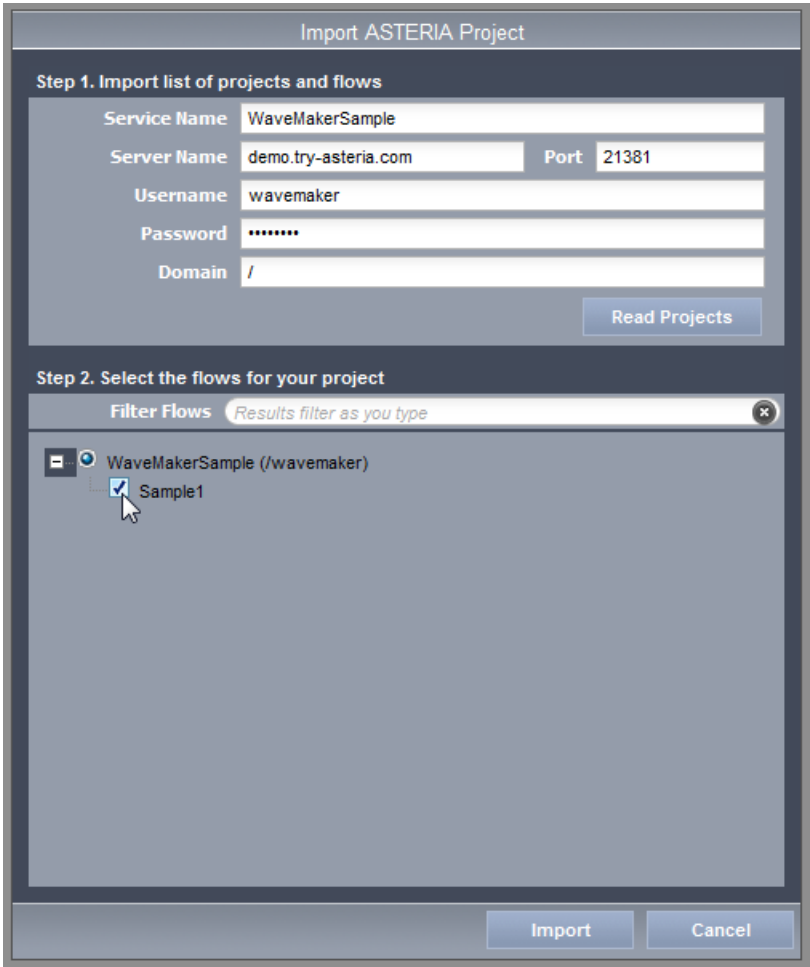 Import ASTERIA Project
Step 1. Import list of projects and flows
Service Name WaveMakerSample
Server Name demo.try-asteria.com Port 21381
Username wavemaker
Password ••••••••
Domain /
Read Projects
Step 2. Select the flows for your project
Filter Flows Results filter as you type
WaveMakerSample (/wavemaker)
Sample1
Import Cancel